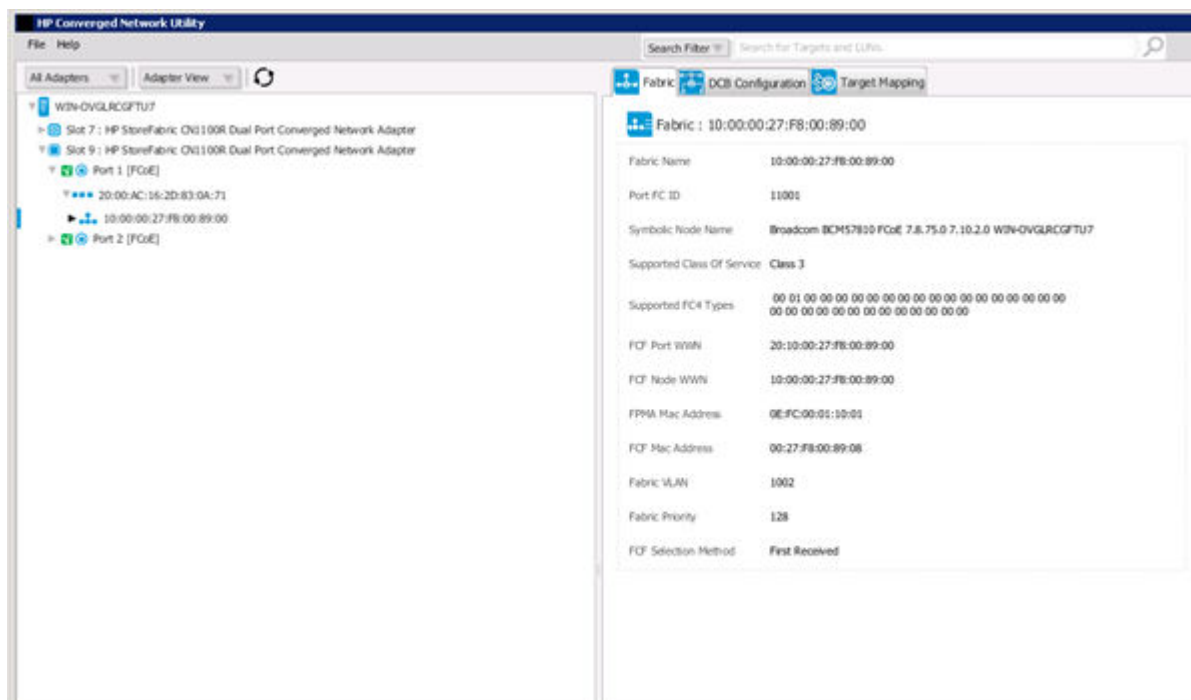 HP Converged Network Utility
File Help
Search Filter Search for Targets and LUNs.
All Adapters Adapter View
Fabric DCB Configuration Target Mapping
WIN-OVGLRCGFTU7
Slot 7 : HP StoreFabric CN1100R Dual Port Converged Network Adapter
Slot 9 : HP StoreFabric CN1100R Dual Port Converged Network Adapter
Port 1 [FCoE]
20:00:AC:16:2D:83:0A:71
10:00:00:27:F8:00:89:00
Port 2 [FCoE]
Fabric : 10:00:00:27:F8:00:89:00
Fabric Name 10:00:00:27:F8:00:89:00
Port FC ID 11001
Symbolic Node Name Broadcom BCM57810 FCoE 7.8.75.0 7.10.2.0 WIN-OVGLRCGFTU7
Supported Class Of Service Class 3
Supported FC4 Types 00 01 00 00 00 00 00 00 00 00 00 00 00 00 00 00 00 00 00
00 00 00 00 00 00 00 00 00 00 00 00 00
FCF Port WWN 20:10:00:27:F8:00:89:00
FCF Node WWN 10:00:00:27:F8:00:89:00
FPMA Mac Address 0E:FC:00:01:10:01
FCF Mac Address 00:27:F8:00:89:08
Fabric VLAN 1002
Fabric Priority 128
FCF Selection Method First Received